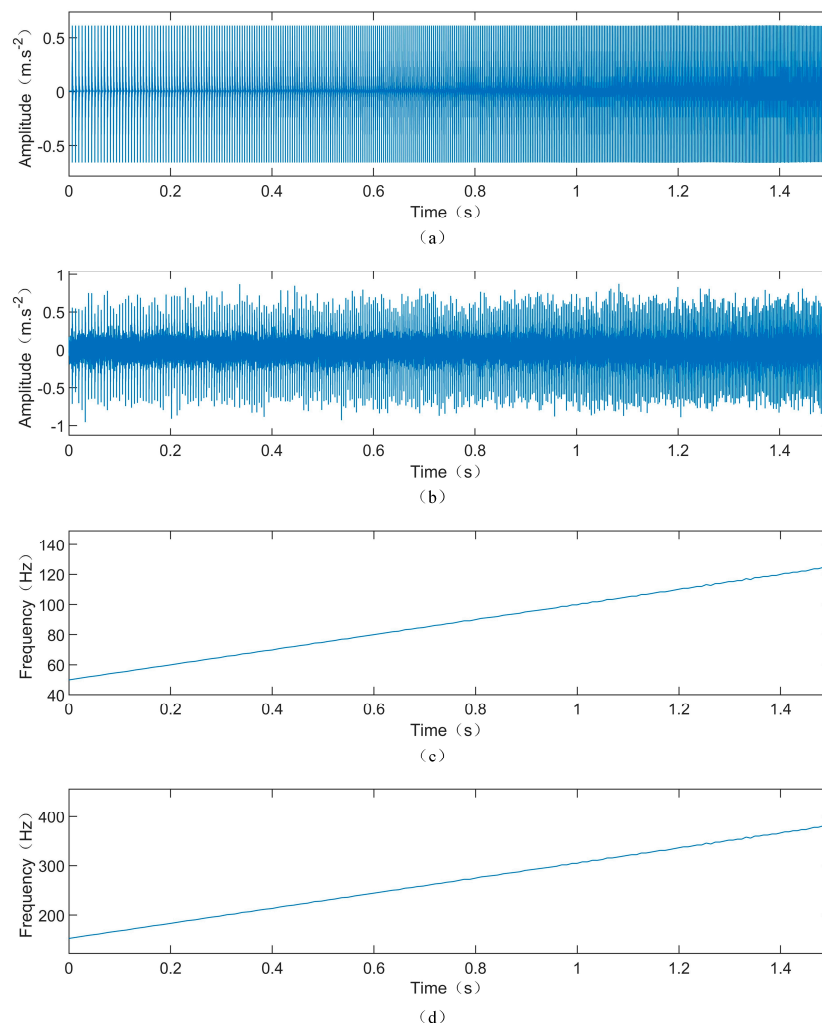 0.5
0
-0.5
Amplitude（m.s-2）
0 0.2 0.4 0.6 0.8 1 1.2 1.4
Time（s）
（a）
1
0.5
0
-0.5
-1
Amplitude（m.s-2）
0 0.2 0.4 0.6 0.8 1 1.2 1.4
Time（s）
（b）
140
120
100
80
60
40
Frequency（Hz）
0 0.2 0.4 0.6 0.8 1 1.2 1.4
Time（s）
（c）
400
300
200
Frequency（Hz）
0 0.2 0.4 0.6 0.8 1 1.2 1.4
Time（s）
（d）